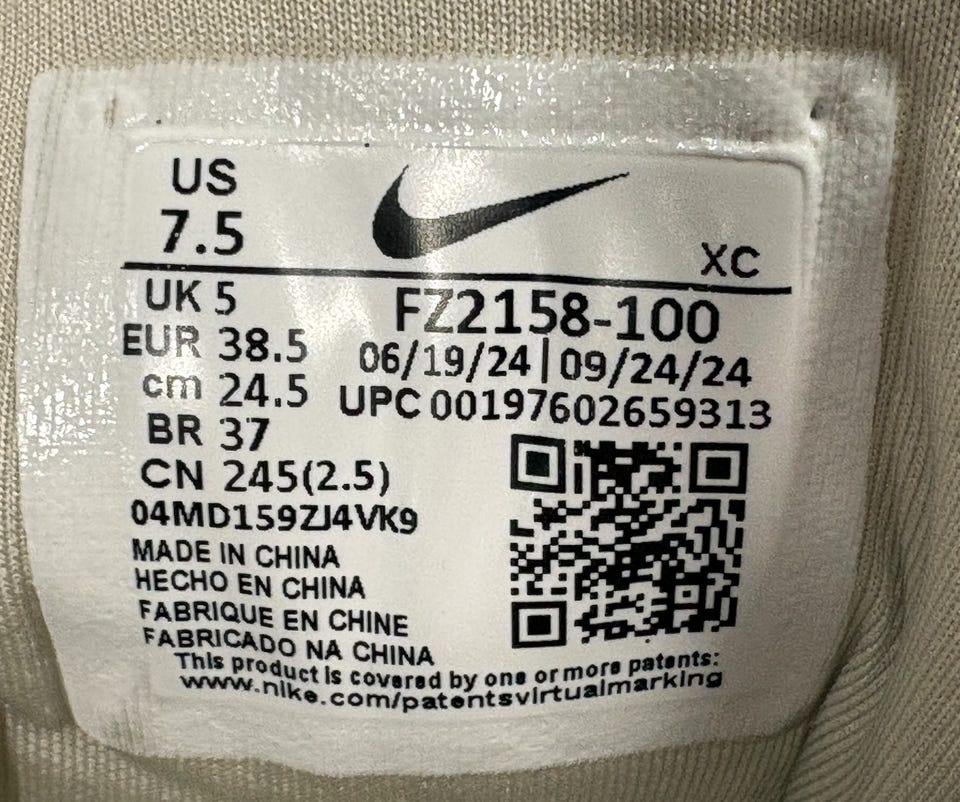 US
7.5
XC
UK 5
EUR 38.5
cm 24.5
BR 37
CN 245(2.5)
FZ2158-100
06/19/24|09/24/24
UPC 00197602659313
04MD159ZJ4VK9
MADE IN CHINA
HECHO EN CHINA
FABRIQUE EN CHINE
FABRICADO NA CHINA
This product is covered by one or more patents:
www.nike.com/patentsvirtualmarking